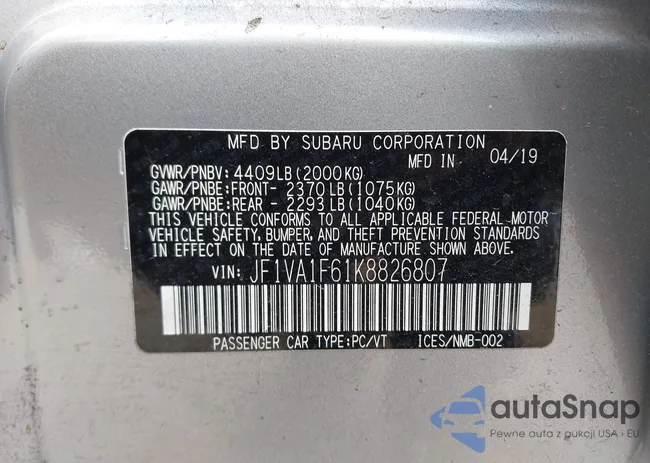 MFD BY SUBARU CORPORATION
MFD IN 04/19
GVWR/PNBV: 4409LB(2000KG)
GAWR/PNBE:FRONT- 2370LB(1075KG)
GAWR/PNBE:REAR - 2293LB(1040KG)
THIS VEHICLE CONFORMS TO ALL APPLICABLE FEDERAL MOTOR
VEHICLE SAFETY, BUMPER, AND THEFT PREVENTION STANDARDS
IN EFFECT ON THE DATE OF MANUFACTURE SHOWN ABOVE.
VIN: JF1VA1F61K8826807
PASSENGER CAR TYPE:PC/VT ICES/NMB-002
autaSnap
Pewne auta z aukcji USA i EU